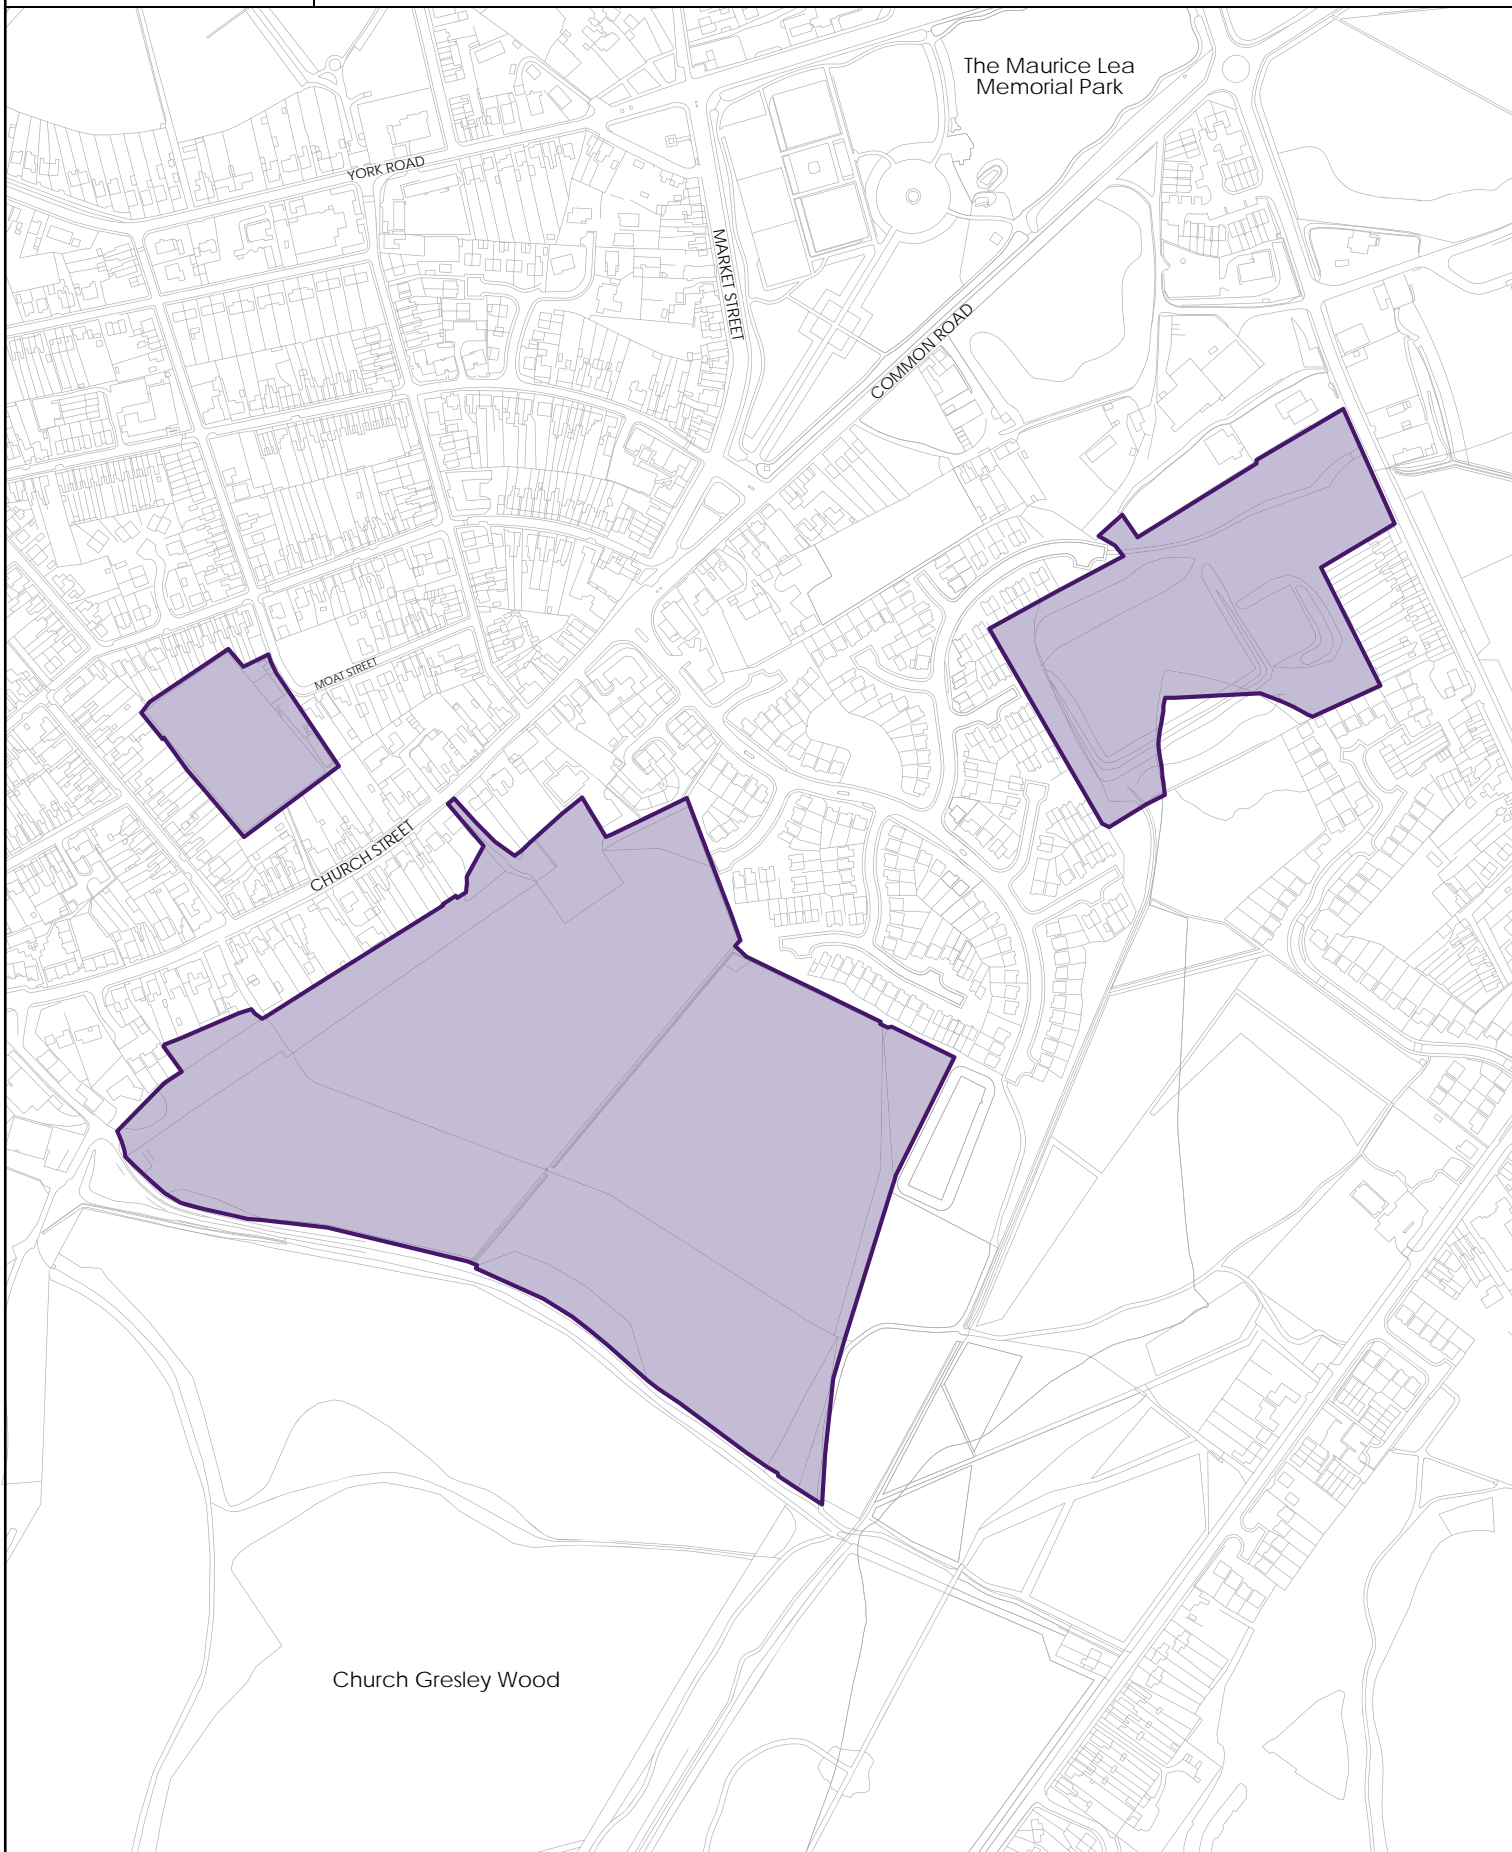 The Maurice Lea
Memorial Park
YORK ROAD
MARKET STREET
COMMON ROAD
MOAT STREET
CHURCH STREET
Church Gresley Wood